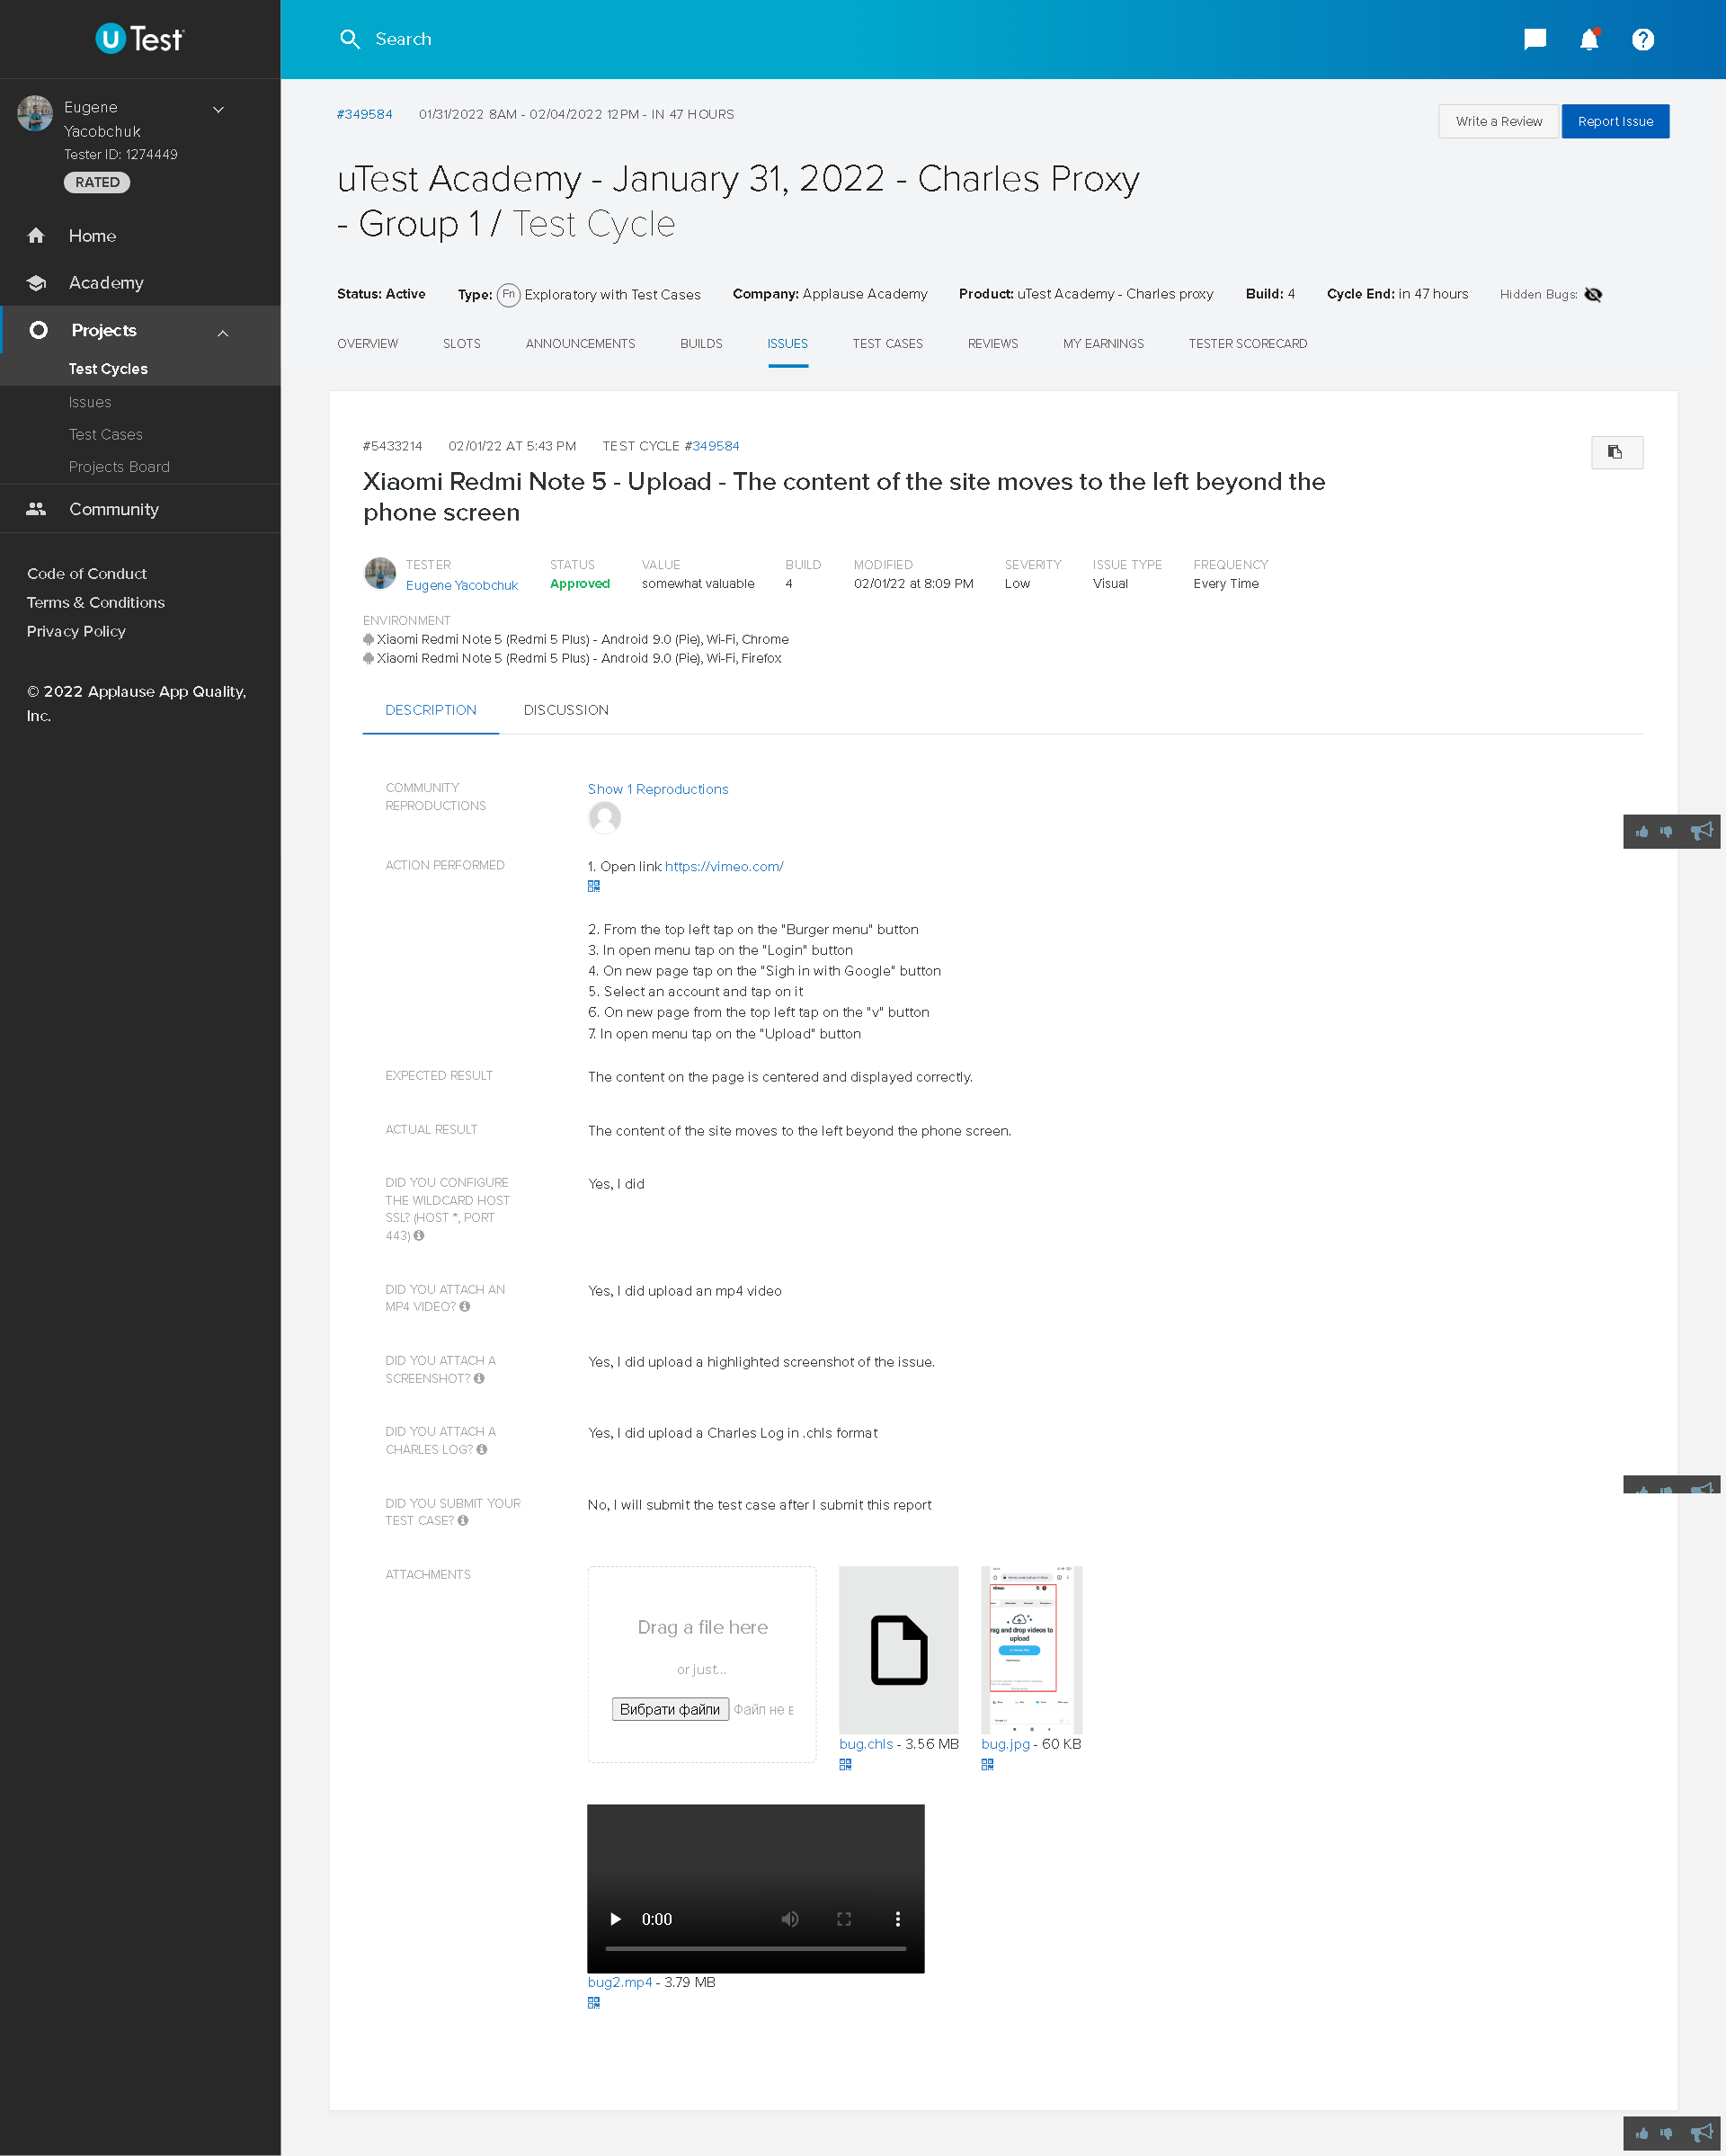 uTest
Search
Eugene
Yacobchuk
Tester ID: 1274449
RATED
Home
Academy
Projects
Test Cycles
Issues
Test Cases
Projects Board
Community
Code of Conduct
Terms & Conditions
Privacy Policy
© 2022 Applause App Quality,
Inc.
#349584 01/31/2022 8AM - 02/04/2022 12PM - IN 47 HOURS
Write a Review Report Issue
uTest Academy - January 31, 2022 - Charles Proxy
- Group 1 / Test Cycle
Status: Active Type: Fn Exploratory with Test Cases Company: Applause Academy Product: uTest Academy - Charles proxy Build: 4 Cycle End: in 47 hours Hidden Bugs:
OVERVIEW SLOTS ANNOUNCEMENTS BUILDS ISSUES TEST CASES REVIEWS MY EARNINGS TESTER SCORECARD
#5433214 02/01/22 AT 5:43 PM TEST CYCLE #349584
Xiaomi Redmi Note 5 - Upload - The content of the site moves to the left beyond the
phone screen
TESTER STATUS VALUE BUILD MODIFIED SEVERITY ISSUE TYPE FREQUENCY
Eugene Yacobchuk Approved somewhat valuable 4 02/01/22 at 8:09 PM Low Visual Every Time
ENVIRONMENT
Xiaomi Redmi Note 5 (Redmi 5 Plus) - Android 9.0 (Pie), Wi-Fi, Chrome
Xiaomi Redmi Note 5 (Redmi 5 Plus) - Android 9.0 (Pie), Wi-Fi, Firefox
DESCRIPTION DISCUSSION
COMMUNITY
REPRODUCTIONS
Show 1 Reproductions
ACTION PERFORMED
1. Open link https://vimeo.com/
2. From the top left tap on the "Burger menu" button
3. In open menu tap on the "Login" button
4. On new page tap on the "Sigh in with Google" button
5. Select an account and tap on it
6. On new page from the top left tap on the "v" button
7. In open menu tap on the "Upload" button
EXPECTED RESULT
The content on the page is centered and displayed correctly.
ACTUAL RESULT
The content of the site moves to the left beyond the phone screen.
DID YOU CONFIGURE
THE WILDCARD HOST
SSL? (HOST *, PORT
443)
Yes, I did
DID YOU ATTACH AN
MP4 VIDEO?
Yes, I did upload an mp4 video
DID YOU ATTACH A
SCREENSHOT?
Yes, I did upload a highlighted screenshot of the issue.
DID YOU ATTACH A
CHARLES LOG?
Yes, I did upload a Charles Log in .chls format
DID YOU SUBMIT YOUR
TEST CASE?
No, I will submit the test case after I submit this report
ATTACHMENTS
Drag a file here
or just...
Вибрати файли Файл не в
rag and drop videos to
upload
bug.chls - 3.56 MB
bug.jpg - 60 KB
0:00
bug2.mp4 - 3.79 MB